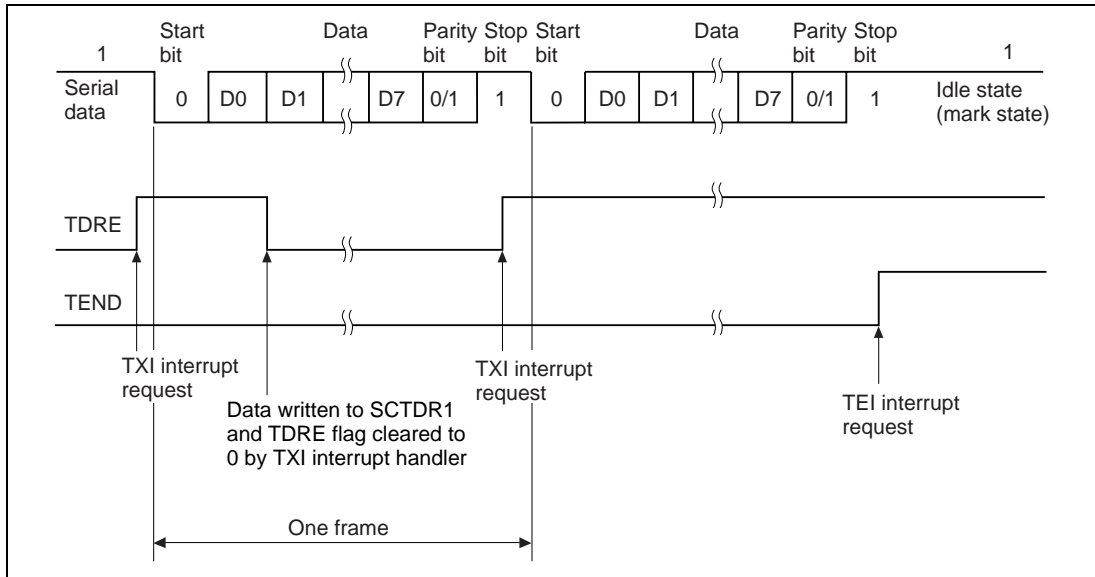 Start bit Data Parity bit Stop bit Start bit Data Parity bit Stop bit
1 1
Serial data 0 D0 D1 D7 0/1 1 0 D0 D1 D7 0/1 1 Idle state (mark state)
TDRE
TEND
TXI interrupt request
TXI interrupt request
Data written to SCTDR1
and TDRE flag cleared to
0 by TXI interrupt handler
TEI interrupt request
One frame